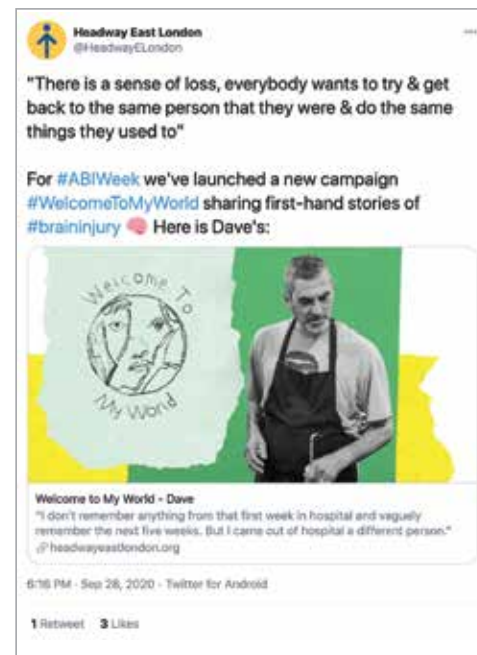 Headway East London
@HeadwayELondon
"There is a sense of loss, everybody wants to try & get
back to the same person that they were & do the same
things they used to"
For #ABIWeek we've launched a new campaign
#WelcomeToMyWorld sharing first-hand stories of
#braininjury 🧠 Here is Dave's:
Welcome To
My World
Welcome to My World - Dave
"I don't remember anything from that first week in hospital and vaguely
remember the next five weeks. But I came out of hospital a different person."
headwayeastlondon.org
6:16 PM · Sep 28, 2020 · Twitter for Android
1 Retweet 3 Likes